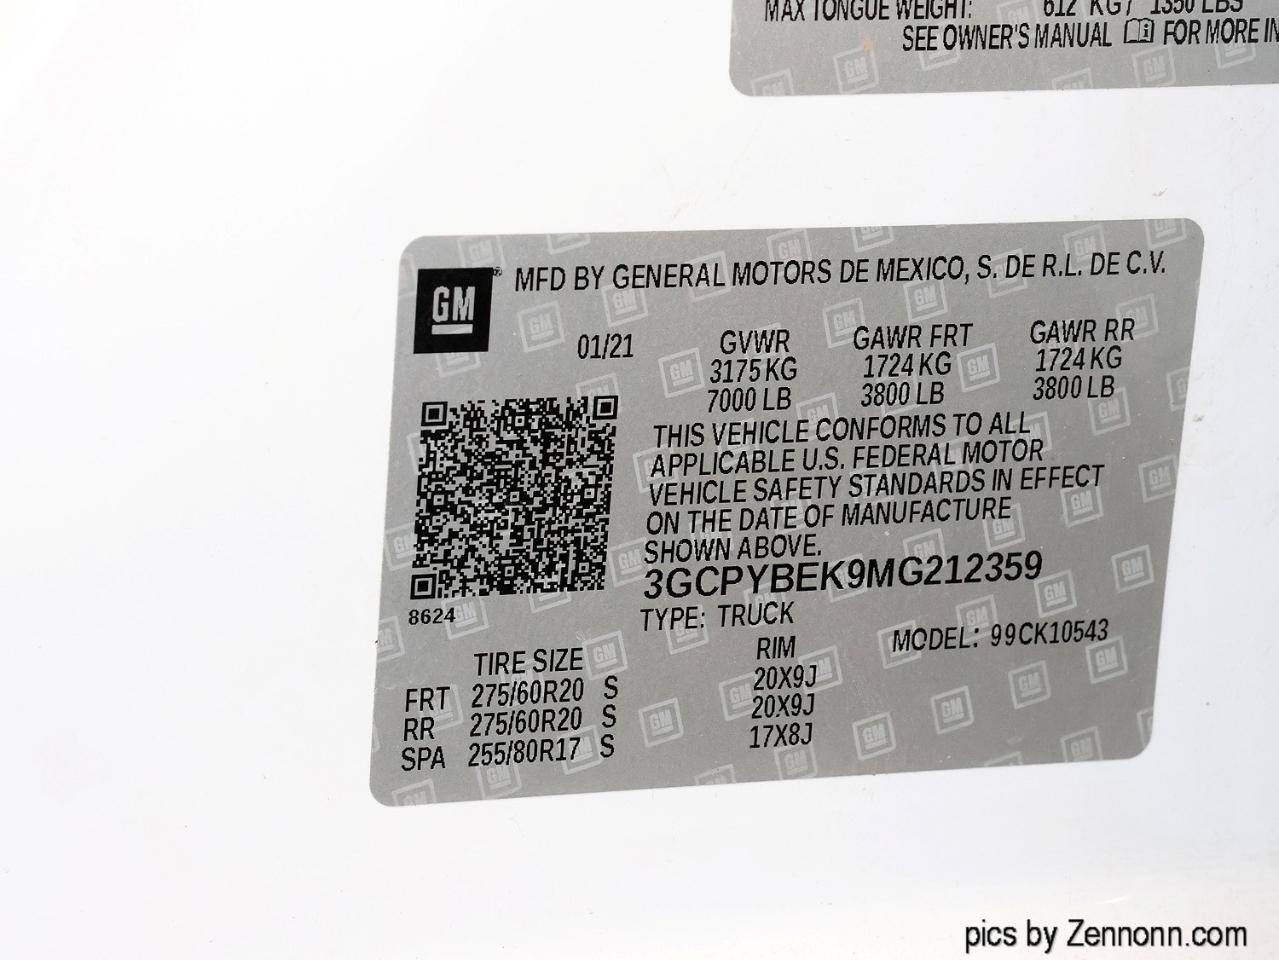 MAX TONGUE WEIGHT: 612 KG / 1350 LBS
SEE OWNER'S MANUAL FOR MORE
GM® MFD BY GENERAL MOTORS DE MEXICO, S. DE R.L. DE C.V.
01/21 GVWR GAWR FRT GAWR RR
3175 KG 1724 KG 1724 KG
7000 LB 3800 LB 3800 LB
THIS VEHICLE CONFORMS TO ALL
APPLICABLE U.S. FEDERAL MOTOR
VEHICLE SAFETY STANDARDS IN EFFECT
ON THE DATE OF MANUFACTURE
SHOWN ABOVE.
3GCPYBEK9MG212359
8624
TYPE: TRUCK MODEL: 99CK10543
TIRE SIZE RIM
FRT 275/60R20 S 20X9J
RR 275/60R20 S 20X9J
SPA 255/80R17 S 17X8J
pics by Zennonn.com